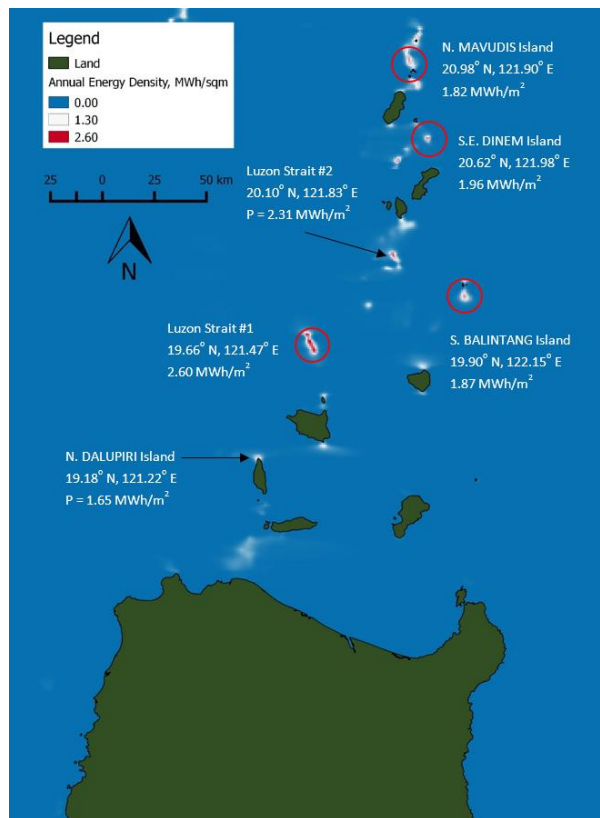 Legend
Land
Annual Energy Density, MWh/sqm
0.00
1.30
2.60
25 0 25 50 km
N
N. MAVUDIS Island
20.98° N, 121.90° E
1.82 MWh/m²
S.E. DINEM Island
20.62° N, 121.98° E
1.96 MWh/m²
Luzon Strait #2
20.10° N, 121.83° E
P = 2.31 MWh/m²
Luzon Strait #1
19.66° N, 121.47° E
2.60 MWh/m²
S. BALINTANG Island
19.90° N, 122.15° E
1.87 MWh/m²
N. DALUPIRI Island
19.18° N, 121.22° E
P = 1.65 MWh/m²